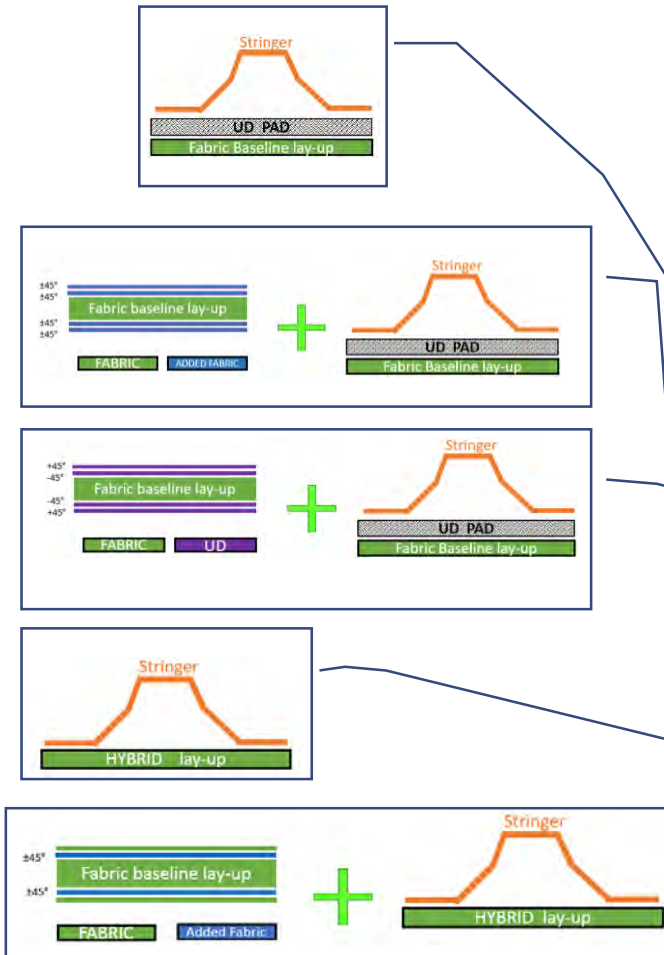 Stringer
UD PAD
Fabric Baseline lay-up
±45°
±45°
Fabric baseline lay-up
±45°
±45°
FABRIC
ADDED FABRIC
Stringer
UD PAD
Fabric Baseline lay-up
+45°
-45°
Fabric baseline lay-up
-45°
+45°
FABRIC
UD
Stringer
UD PAD
Fabric Baseline lay-up
Stringer
HYBRID lay-up
±45°
Fabric baseline lay-up
±45°
FABRIC
Added Fabric
Stringer
HYBRID lay-up